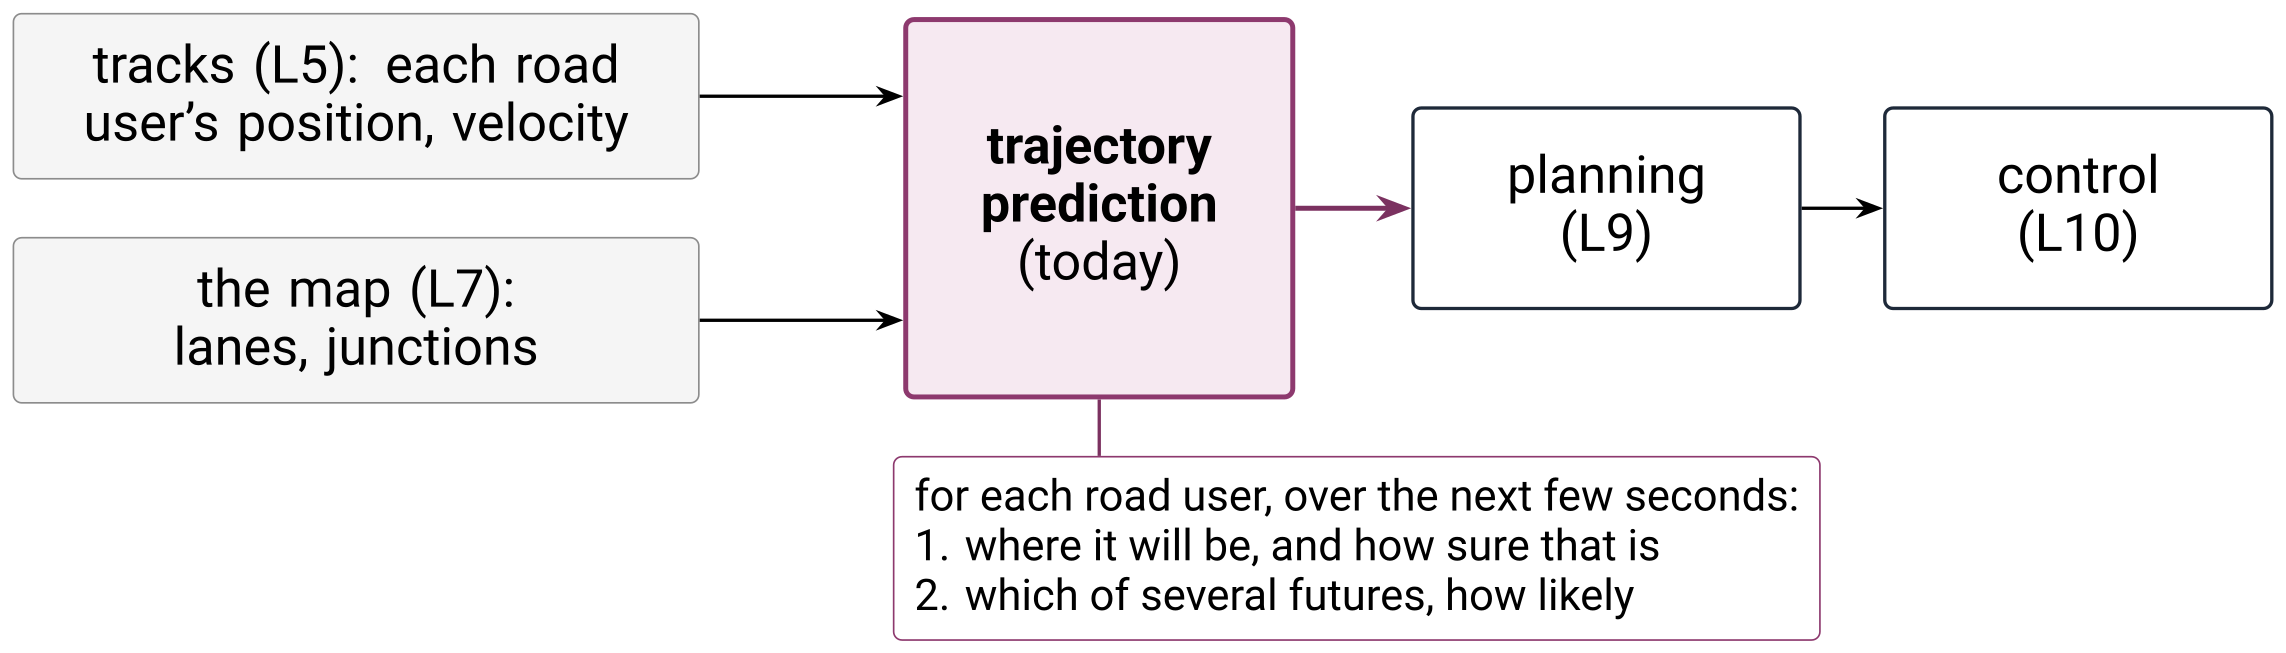 tracks (L5): each road
user’s position, velocity
the map (L7):
lanes, junctions
trajectory
prediction
(today)
planning
(L9)
control
(L10)
for each road user, over the next few seconds:
1. where it will be, and how sure that is
2. which of several futures, how likely